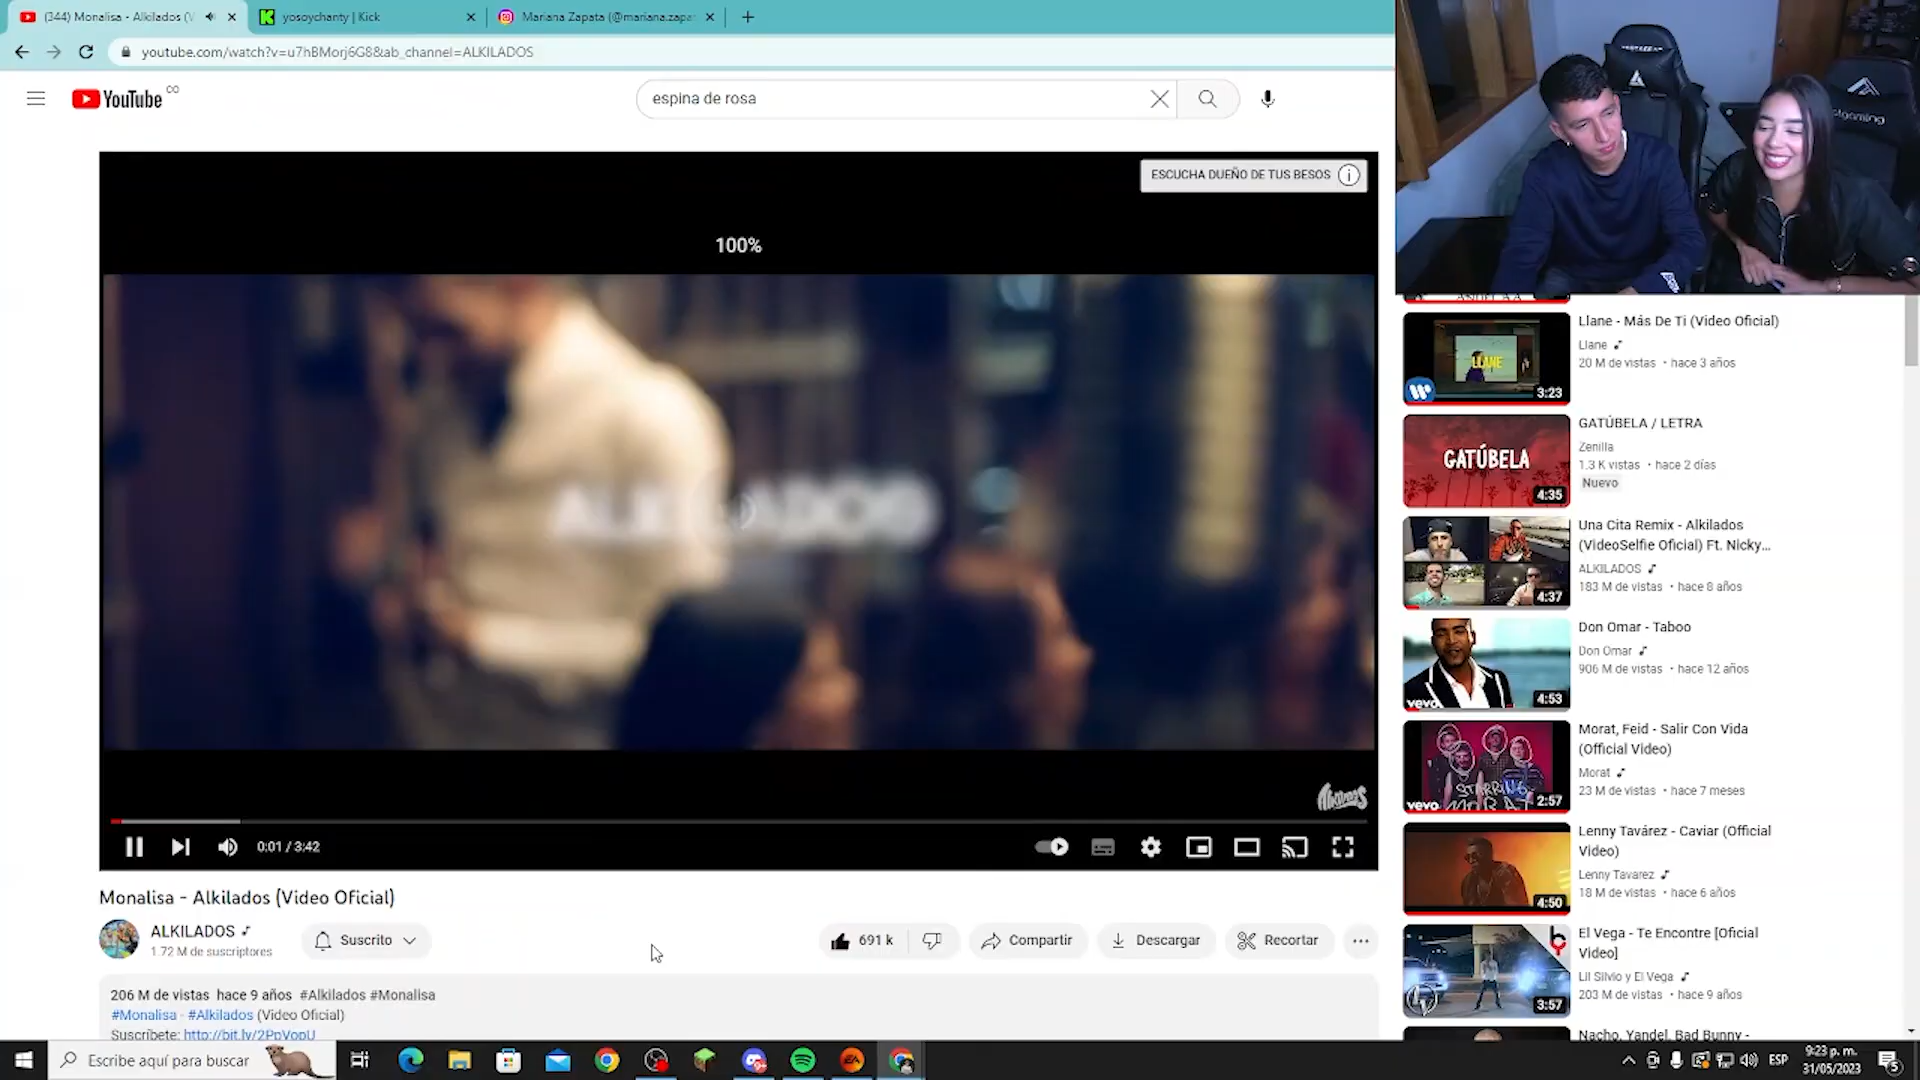 (344) Monalisa - Alkilados (V
yosoychanty | Kick
Mariana Zapata (@mariana.zapa
youtube.com/watch?v=u7hBMorj6G8&ab_channel=ALKILADOS
YouTube CO
espina de rosa
ESCUCHA DUEÑO DE TUS BESOS
100%
ALKILADOS
Alkilados
0:01 / 3:42
Monalisa - Alkilados (Video Oficial)
ALKILADOS
1.72 M de suscriptores
Suscrito
691 k
Compartir
Descargar
Recortar
206 M de vistas hace 9 años #Alkilados #Monalisa
#Monalisa - #Alkilados (Video Oficial)
Suscríbete: http://bit.ly/2PpVopU
Llane - Más De Ti (Video Oficial)
Llane
20 M de vistas • hace 3 años
LLANE
3:23
GATÚBELA / LETRA
Zenilla
1.3 K vistas • hace 2 días
Nuevo
GATÚBELA
4:35
Una Cita Remix - Alkilados
(VideoSelfie Oficial) Ft. Nicky...
ALKILADOS
183 M de vistas • hace 8 años
4:37
Don Omar - Taboo
Don Omar
906 M de vistas • hace 12 años
vevo
4:53
Morat, Feid - Salir Con Vida
(Official Video)
Morat
23 M de vistas • hace 7 meses
STARRING
MORAT
vevo
2:57
Lenny Tavárez - Caviar (Official
Video)
Lenny Tavarez
18 M de vistas • hace 6 años
4:50
El Vega - Te Encontre [Oficial
Video]
Lil Silvio y El Vega
203 M de vistas • hace 9 años
3:57
Nacho, Yandel, Bad Bunny -
Escribe aquí para buscar
ESP
9:23 p. m.
31/05/2023
5